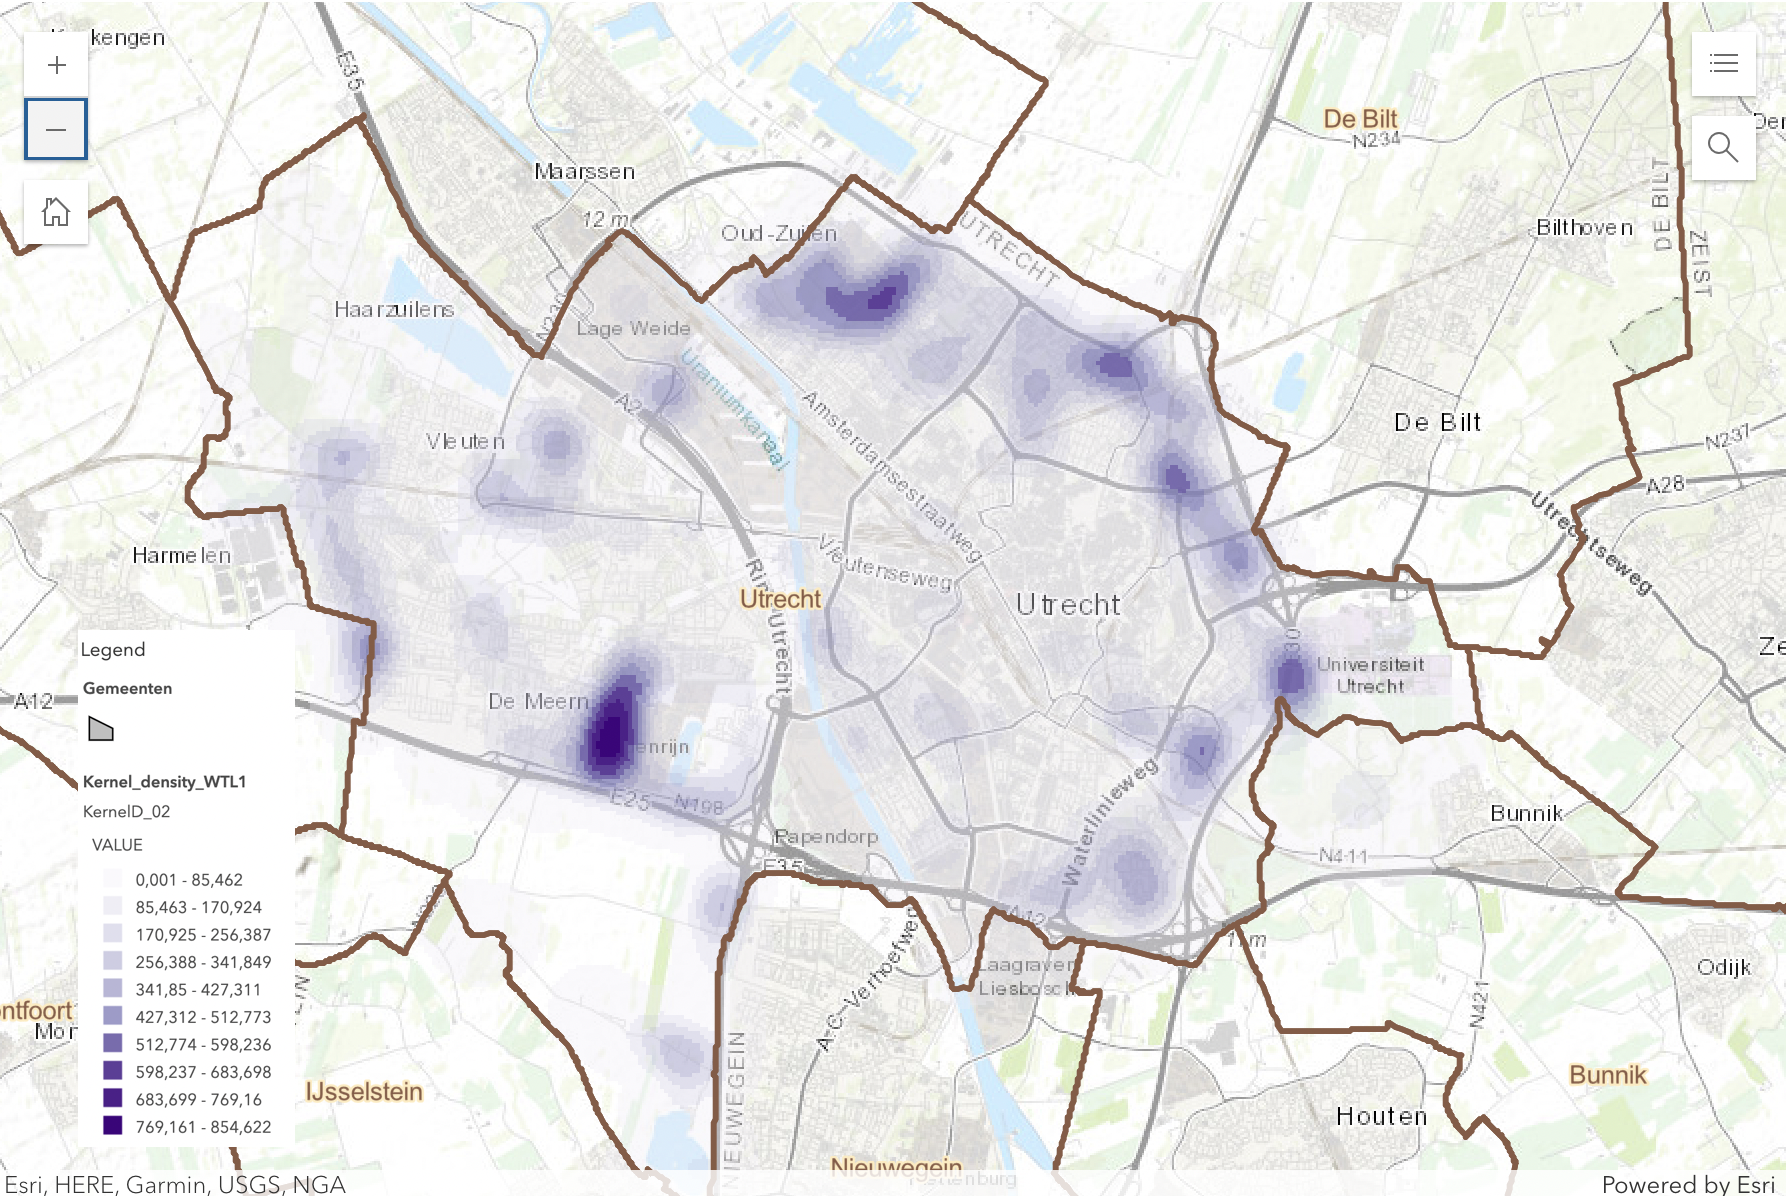 kengen
E35
De Bilt
N234
Maarssen
12 m
Oud-Zuilen
UTRECHT
Bilthoven
DE BILT
ZEIST
Haarzuilens
N230
Lage Weide
Uraniumkanaal
A2
Amsterdamsestraatweg
De Bilt
N237
Vleuten
A28
Utrechtseweg
Harmelen
Vleutenseweg
Ring Utrecht
Utrecht
Utrecht
Universiteit
Utrecht
De Meern
enrijn
A12
E25
N198
Papendorp
E35
Waterlinieweg
Bunnik
N411
A12
11 m
Laagraven
Liesbosch
A-C-Verhoefweg
Odijk
N421
NIEUWEGEIN
IJsselstein
ntfoort
Mon
Bunnik
Houten
Nieuwegein
Legend
Gemeenten
Kernel_density_WTL1
KernelD_02
VALUE
0,001 - 85,462
85,463 - 170,924
170,925 - 256,387
256,388 - 341,849
341,85 - 427,311
427,312 - 512,773
512,774 - 598,236
598,237 - 683,698
683,699 - 769,16
769,161 - 854,622
Esri, HERE, Garmin, USGS, NGA
Powered by Esri